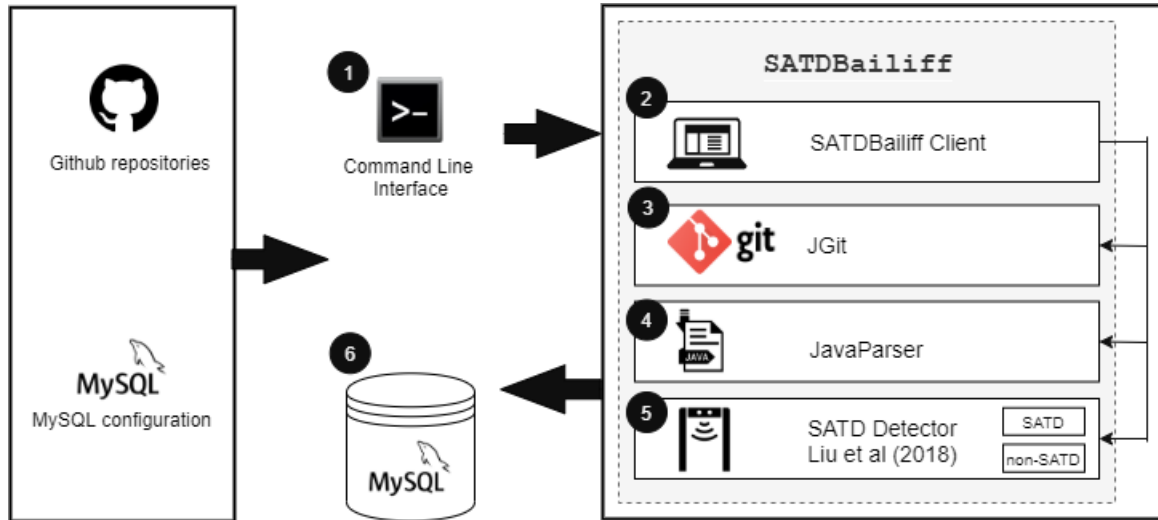 Github repositories
MySQL
MySQL configuration
1
>-
Command Line
Interface
6
MySQL
SATDBailiff
2
SATDBailiff Client
3
git
JGit
4
JAVA
JavaParser
5
SATD Detector
Liu et al (2018)
SATD
non-SATD